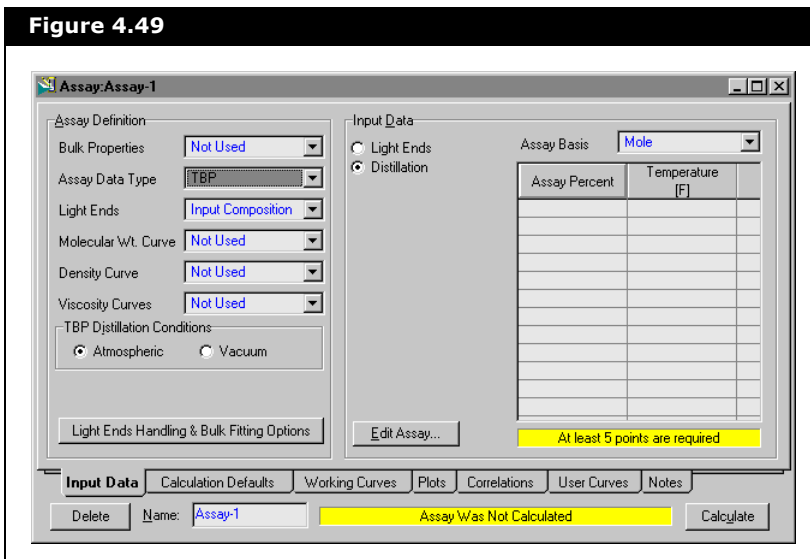 Figure 4.49
Assay:Assay-1
Assay Definition
Bulk Properties Not Used
Assay Data Type TBP
Light Ends Input Composition
Molecular Wt. Curve Not Used
Density Curve Not Used
Viscosity Curves Not Used
TBP Distillation Conditions
Atmospheric Vacuum
Light Ends Handling & Bulk Fitting Options
Input Data
Light Ends
Distillation
Assay Basis Mole
Assay Percent Temperature
[F]
Edit Assay...
At least 5 points are required
Input Data Calculation Defaults Working Curves Plots Correlations User Curves Notes
Delete Name: Assay-1 Assay Was Not Calculated Calculate